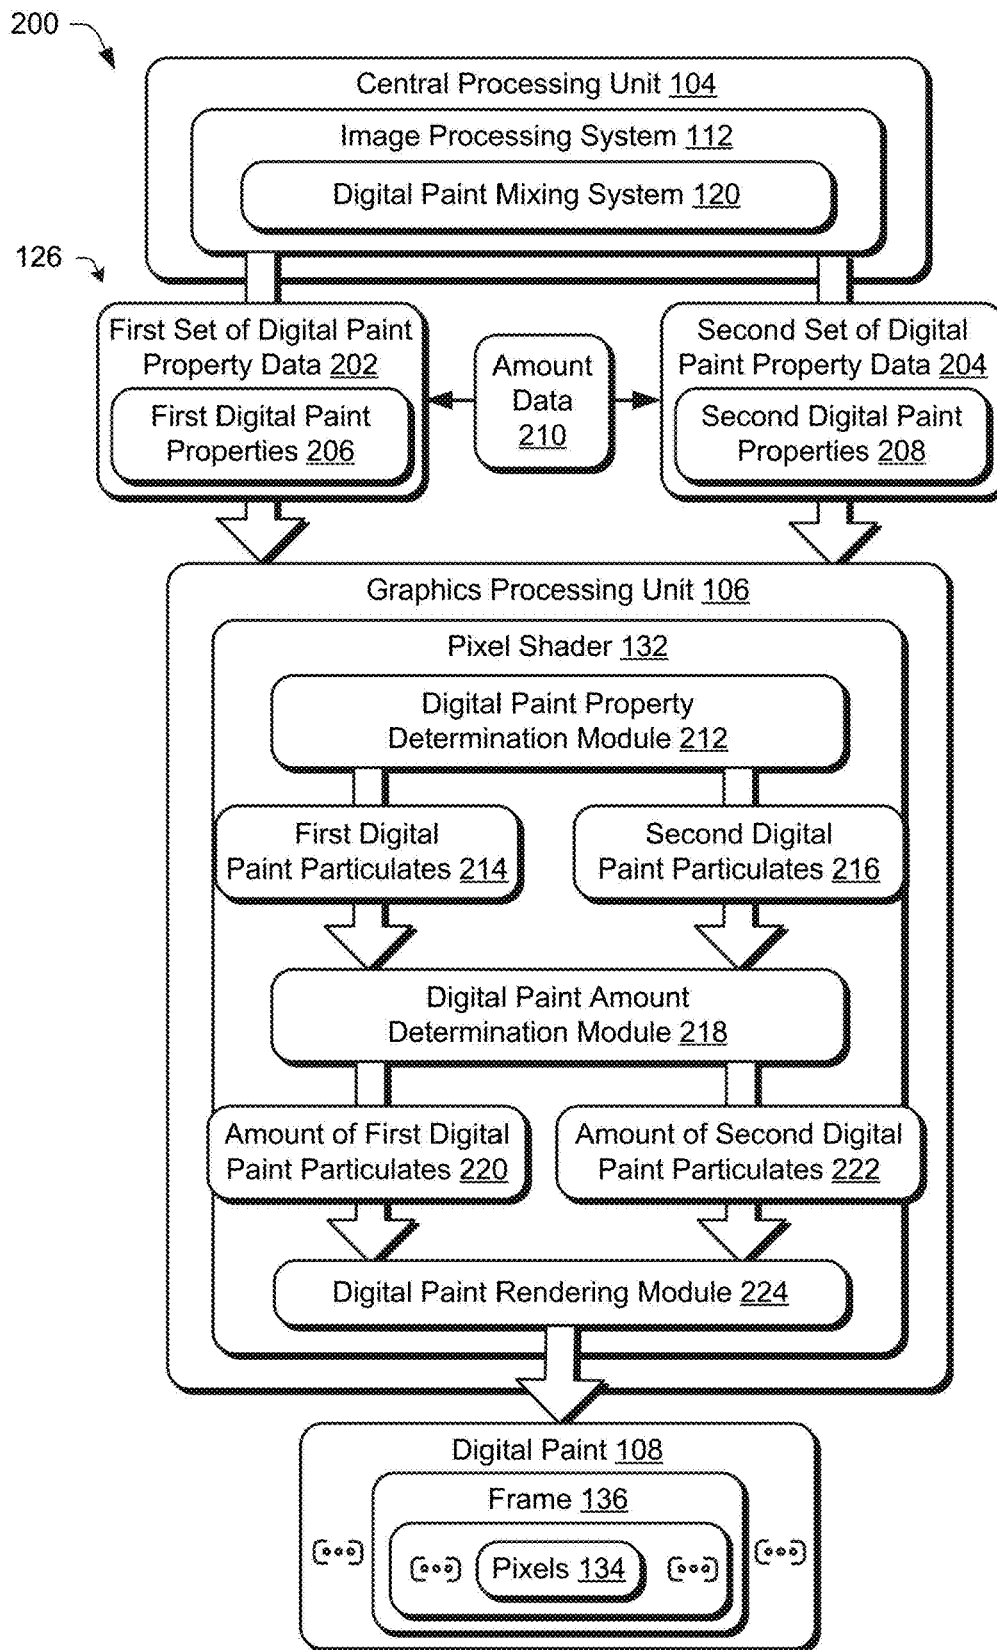 200
Central Processing Unit 104
Image Processing System 112
Digital Paint Mixing System 120
126
First Set of Digital Paint
Property Data 202
First Digital Paint
Properties 206
Amount
Data
210
Second Set of Digital
Paint Property Data 204
Second Digital Paint
Properties 208
Graphics Processing Unit 106
Pixel Shader 132
Digital Paint Property
Determination Module 212
First Digital
Paint Particulates 214
Second Digital
Paint Particulates 216
Digital Paint Amount
Determination Module 218
Amount of First Digital
Paint Particulates 220
Amount of Second Digital
Paint Particulates 222
Digital Paint Rendering Module 224
Digital Paint 108
Frame 136
Pixels 134